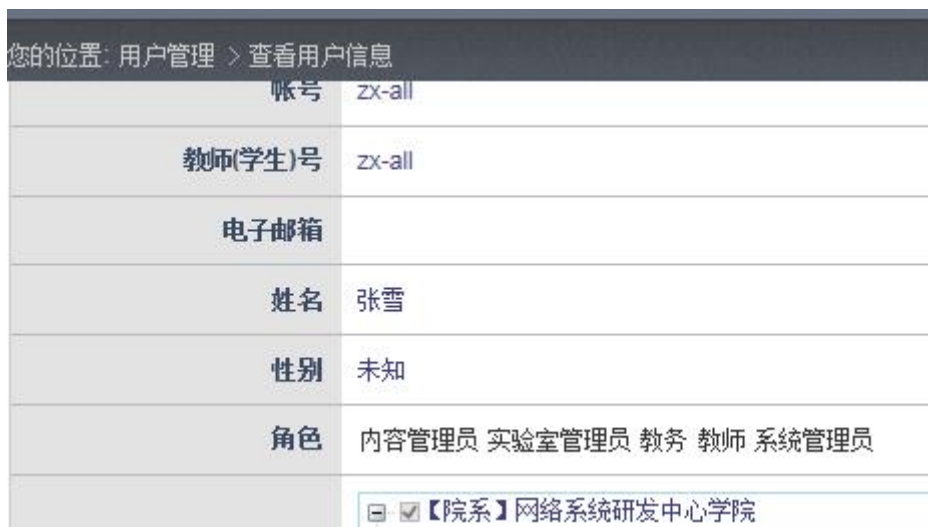 您的位置: 用户管理 > 查看用户信息
帐号 zx-all
教师(学生)号 zx-all
电子邮箱
姓名 张雪
性别 未知
角色 内容管理员 实验室管理员 教务 教师 系统管理员
【院系】网络系统研发中心学院